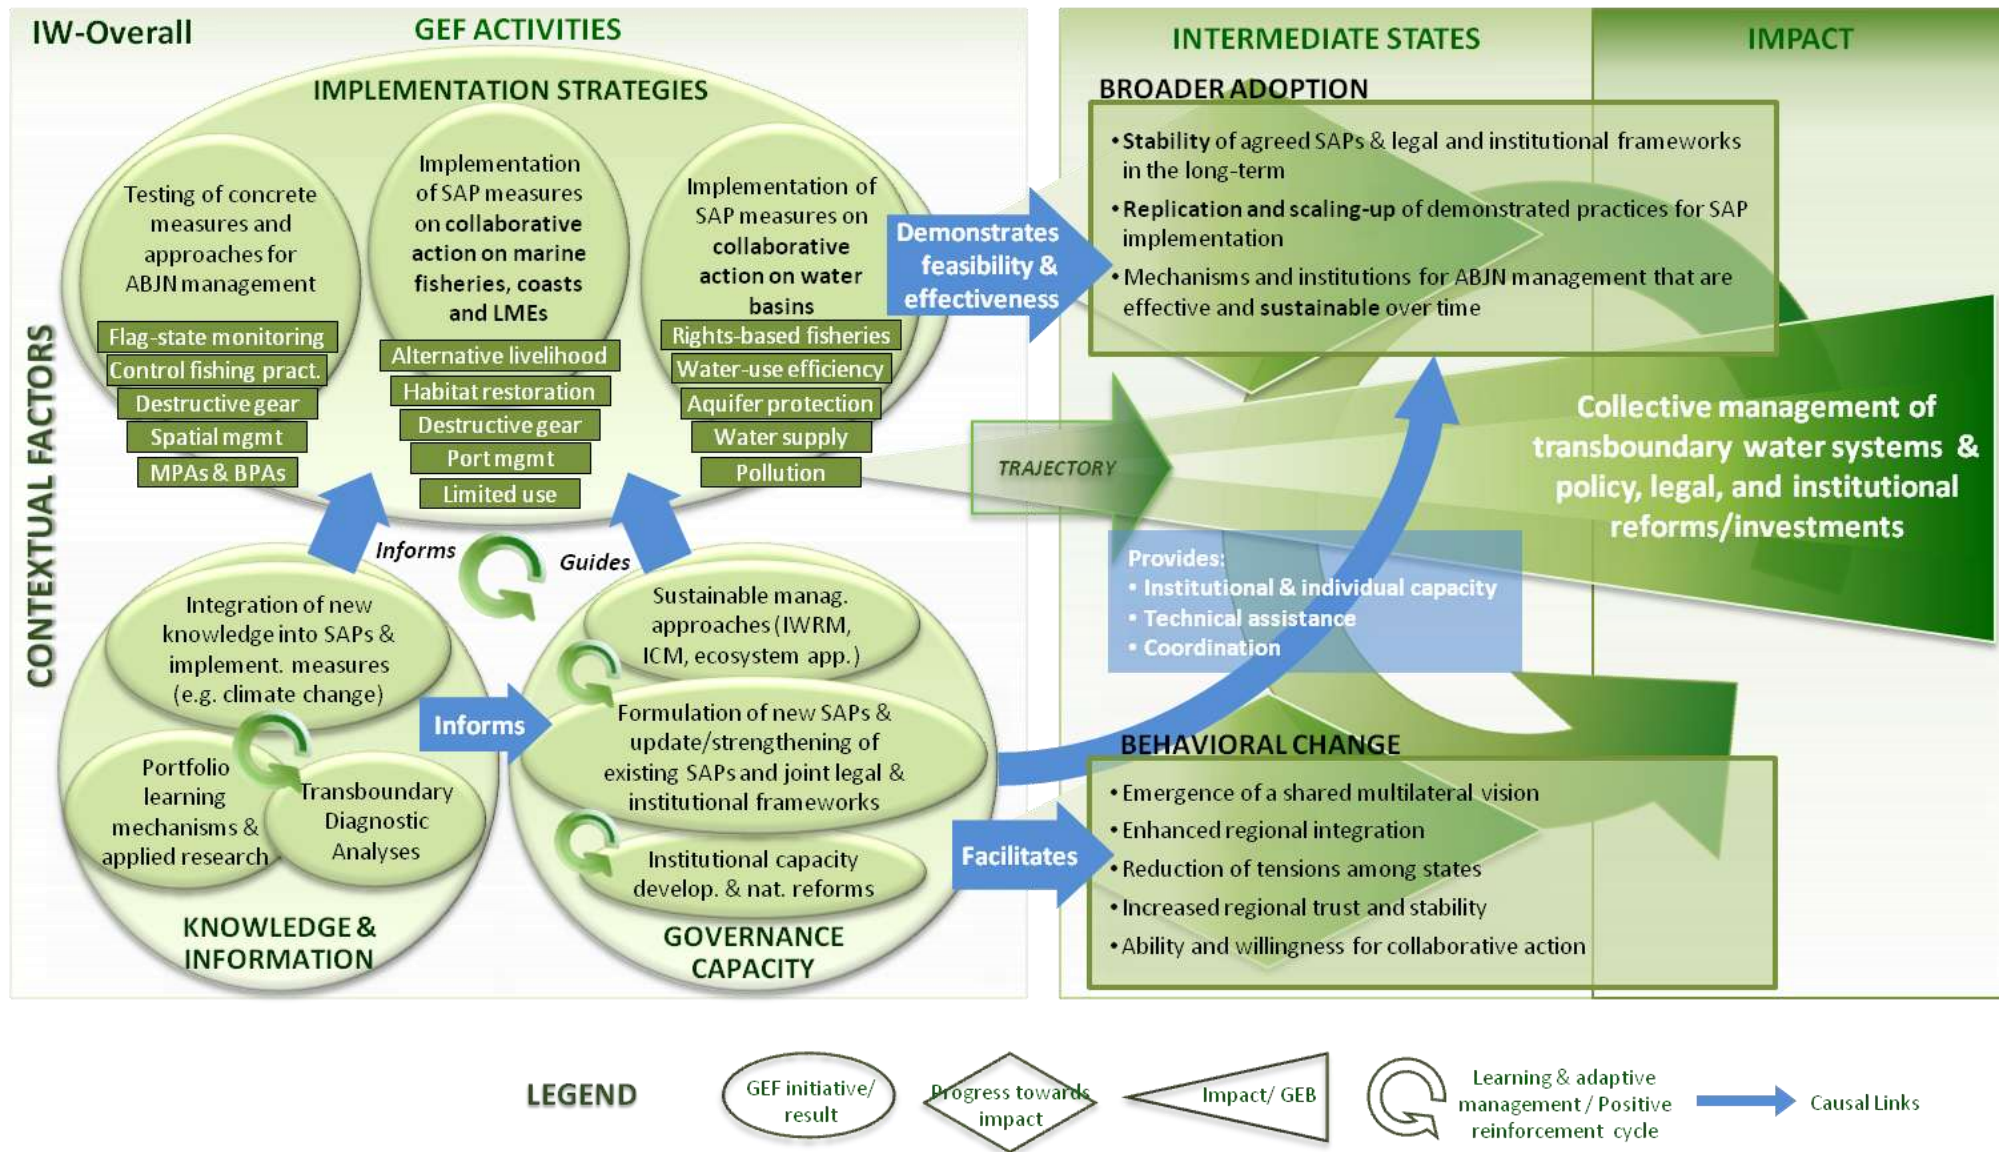 IW-Overall
GEF ACTIVITIES
IMPLEMENTATION STRATEGIES
CONTEXTUAL FACTORS
Testing of concrete
measures and
approaches for
ABJN management
Flag-state monitoring
Control fishing pract.
Destructive gear
Spatial mgmt
MPAs & BPAs
Implementation
of SAP measures
on collaborative
action on marine
fisheries, coasts
and LMEs
Alternative livelihood
Habitat restoration
Destructive gear
Port mgmt
Limited use
Implementation of
SAP measures on
collaborative
action on water
basins
Rights-based fisheries
Water-use efficiency
Aquifer protection
Water supply
Pollution
Informs
Guides
Integration of new
knowledge into SAPs &
implement. measures
(e.g. climate change)
Portfolio
learning
mechanisms &
applied research
Transboundary
Diagnostic
Analyses
KNOWLEDGE &
INFORMATION
Informs
Sustainable manag.
approaches (IWRM,
ICM, ecosystem app.)
Formulation of new SAPs &
update/strengthening of
existing SAPs and joint legal &
institutional frameworks
Institutional capacity
develop. & nat. reforms
GOVERNANCE
CAPACITY
Demonstrates
feasibility &
effectiveness
TRAJECTORY
Facilitates
INTERMEDIATE STATES
BROADER ADOPTION
• Stability of agreed SAPs & legal and institutional frameworks
in the long-term
• Replication and scaling-up of demonstrated practices for SAP
implementation
• Mechanisms and institutions for ABJN management that are
effective and sustainable over time
Provides:
• Institutional & individual capacity
• Technical assistance
• Coordination
BEHAVIORAL CHANGE
• Emergence of a shared multilateral vision
• Enhanced regional integration
• Reduction of tensions among states
• Increased regional trust and stability
• Ability and willingness for collaborative action
IMPACT
Collective management of
transboundary water systems &
policy, legal, and institutional
reforms/investments
LEGEND
GEF initiative/
result
Progress towards
impact
Impact/ GEB
Learning & adaptive
management / Positive
reinforcement cycle
Causal Links